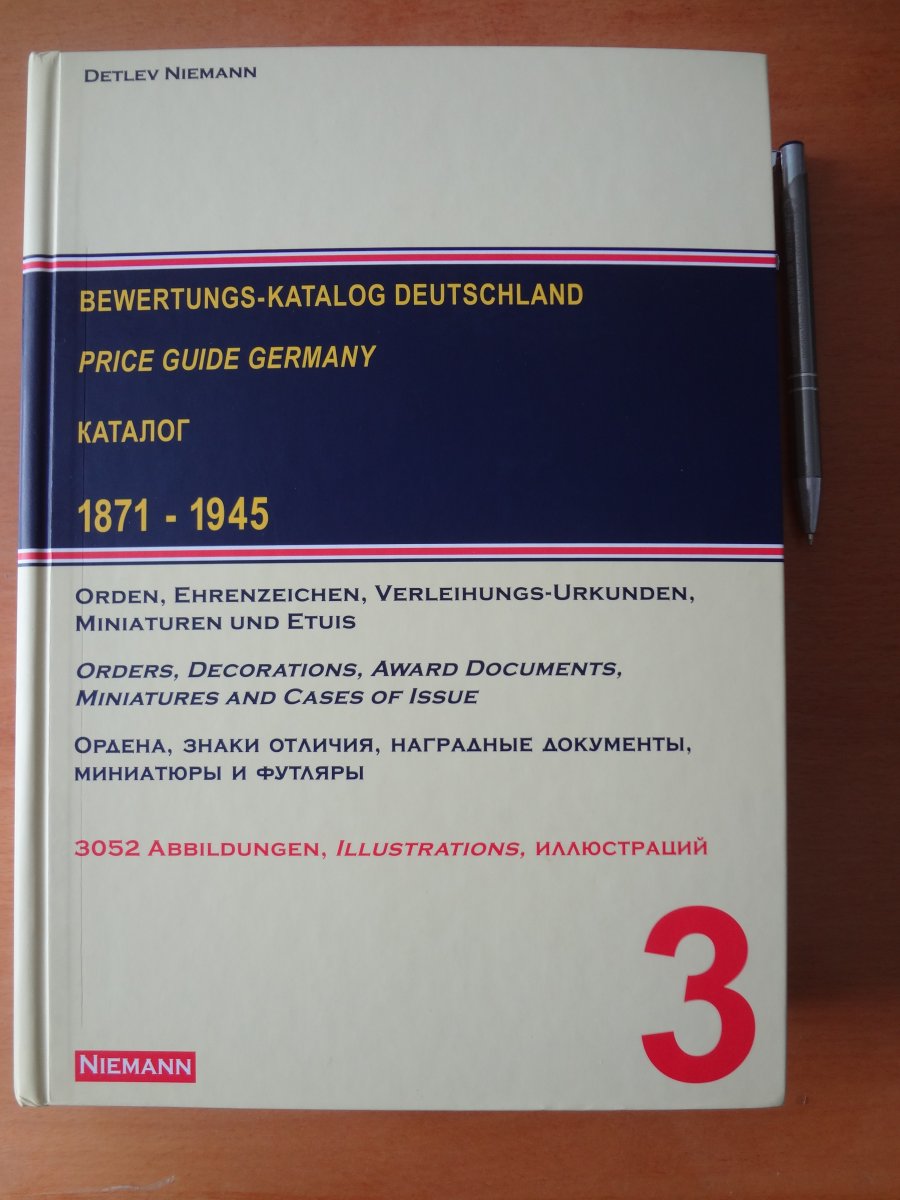 DETLEV NIEMANN
BEWERTUNGS-KATALOG DEUTSCHLAND
PRICE GUIDE GERMANY
КАТАЛОГ
1871 - 1945
ORDEN, EHRENZEICHEN, VERLEIHUNGS-URKUNDEN,
MINIATUREN UND ETUIS
ORDERS, DECORATIONS, AWARD DOCUMENTS,
MINIATURES AND CASES OF ISSUE
ОРДЕНА, ЗНАКИ ОТЛИЧИЯ, НАГРАДНЫЕ ДОКУМЕНТЫ,
МИНИАТЮРЫ И ФУТЛЯРЫ
3052 ABBILDUNGEN, ILLUSTRATIONS, ИЛЛЮСТРАЦИЙ
3
NIEMANN